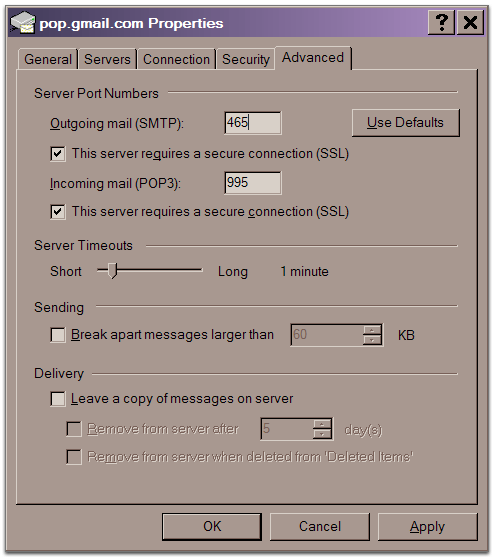 pop.gmail.com Properties
General Servers Connection Security Advanced
Server Port Numbers
Outgoing mail (SMTP): 465 Use Defaults
This server requires a secure connection (SSL)
Incoming mail (POP3): 995
This server requires a secure connection (SSL)
Server Timeouts
Short Long 1 minute
Sending
Break apart messages larger than 60 KB
Delivery
Leave a copy of messages on server
Remove from server after 5 day(s)
Remove from server when deleted from 'Deleted Items'
OK Cancel Apply